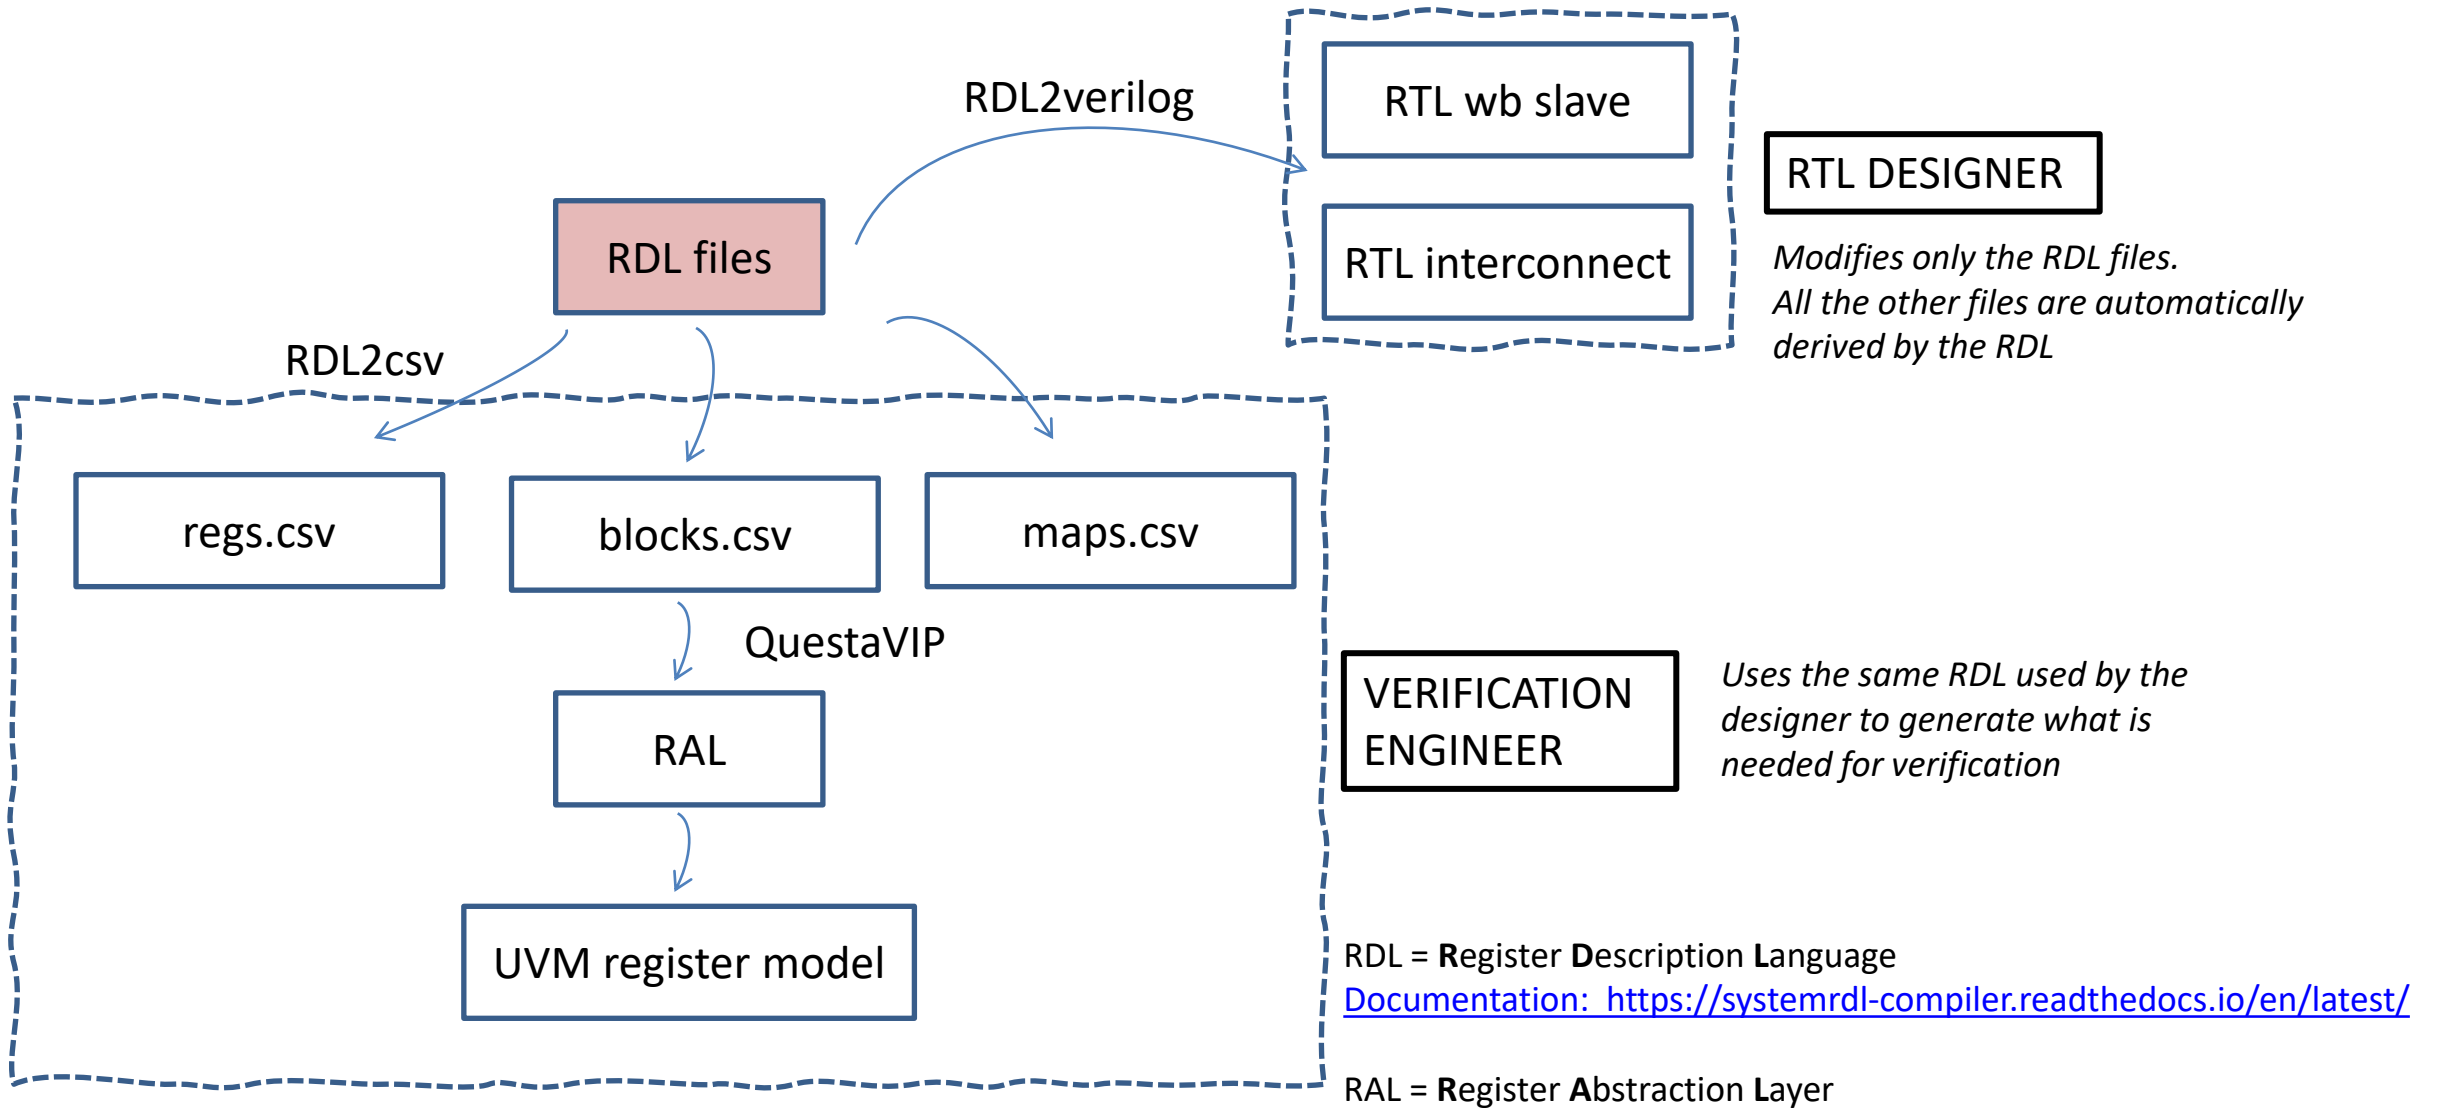 RDL2verilog
RTL wb slave
RTL DESIGNER
RDL files
RTL interconnect
Modifies only the RDL files.
All the other files are automatically
derived by the RDL
RDL2csv
regs.csv
blocks.csv
maps.csv
QuestaVIP
RAL
VERIFICATION
ENGINEER
Uses the same RDL used by the
designer to generate what is
needed for verification
UVM register model
RDL = Register Description Language
Documentation: https://systemrdl-compiler.readthedocs.io/en/latest/
RAL = Register Abstraction Layer